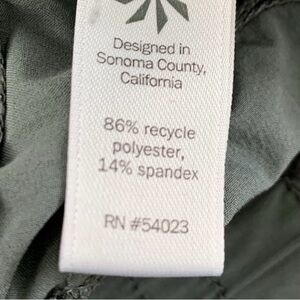 Designed in
Sonoma County,
California
86% recycle
polyester,
14% spandex
RN #54023